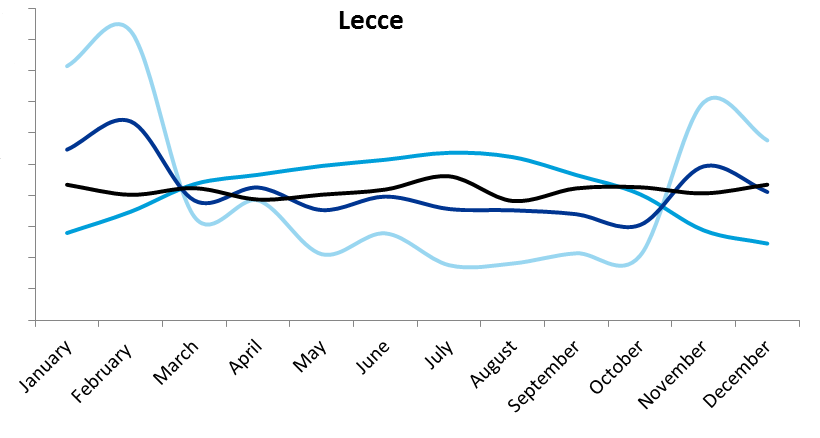 Lecce
January
February
March
April
May
June
July
August
September
October
November
December